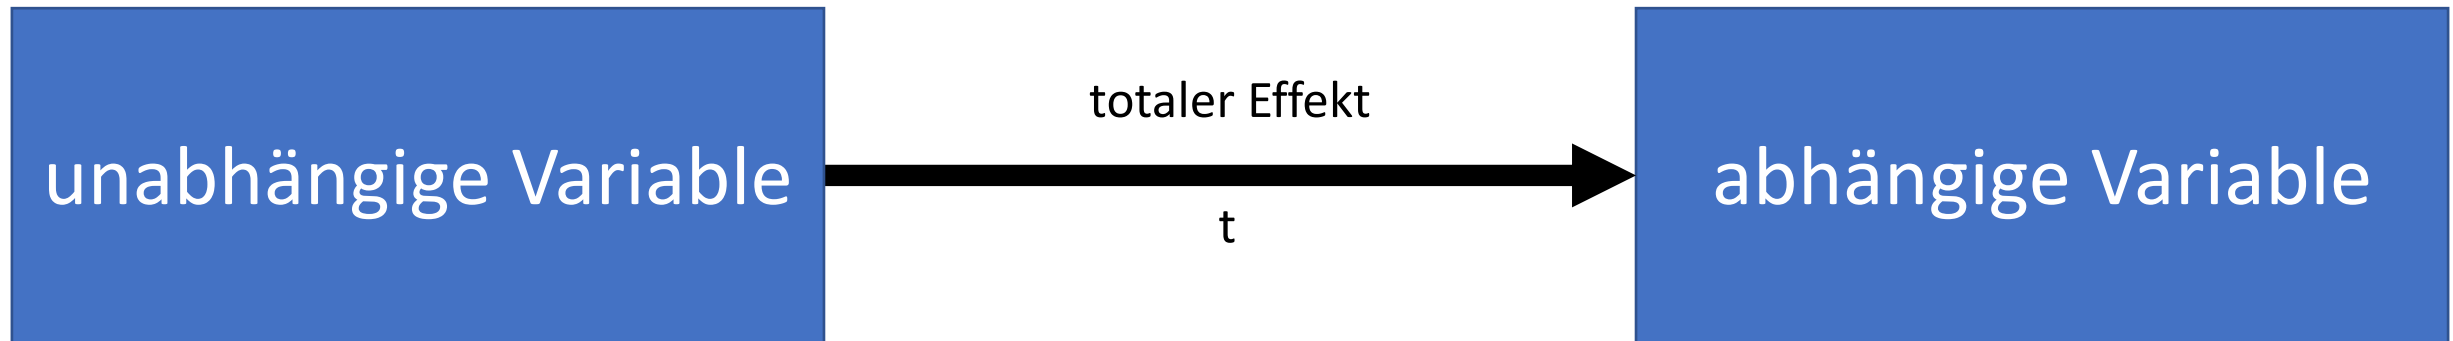 totaler Effekt
unabhängige Variable
abhängige Variable
t